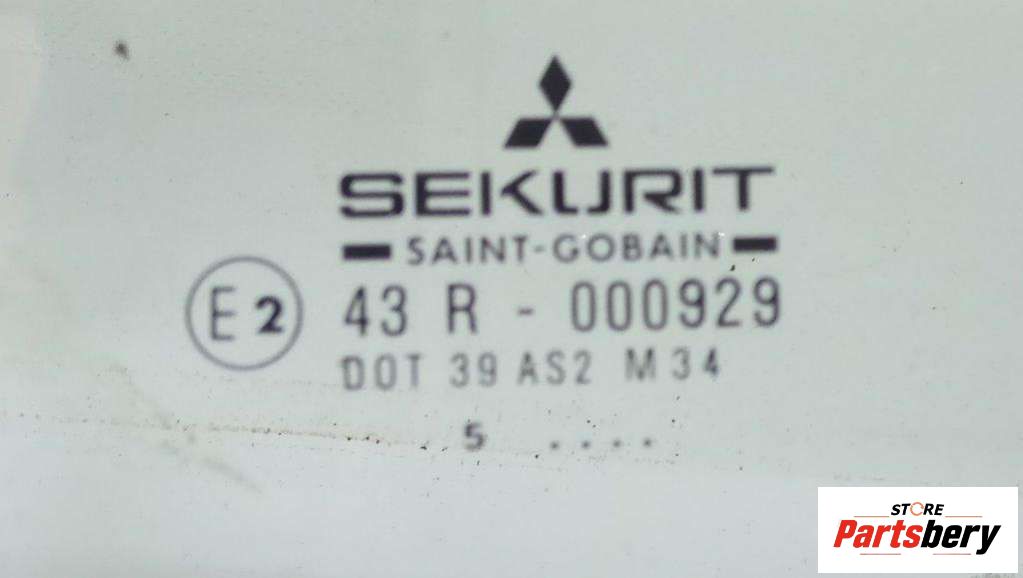 SEKURIT
SAINT-GOBAIN
E2 43 R - 000929
DOT 39 AS2 M34
5 ....
STORE
Partsbery